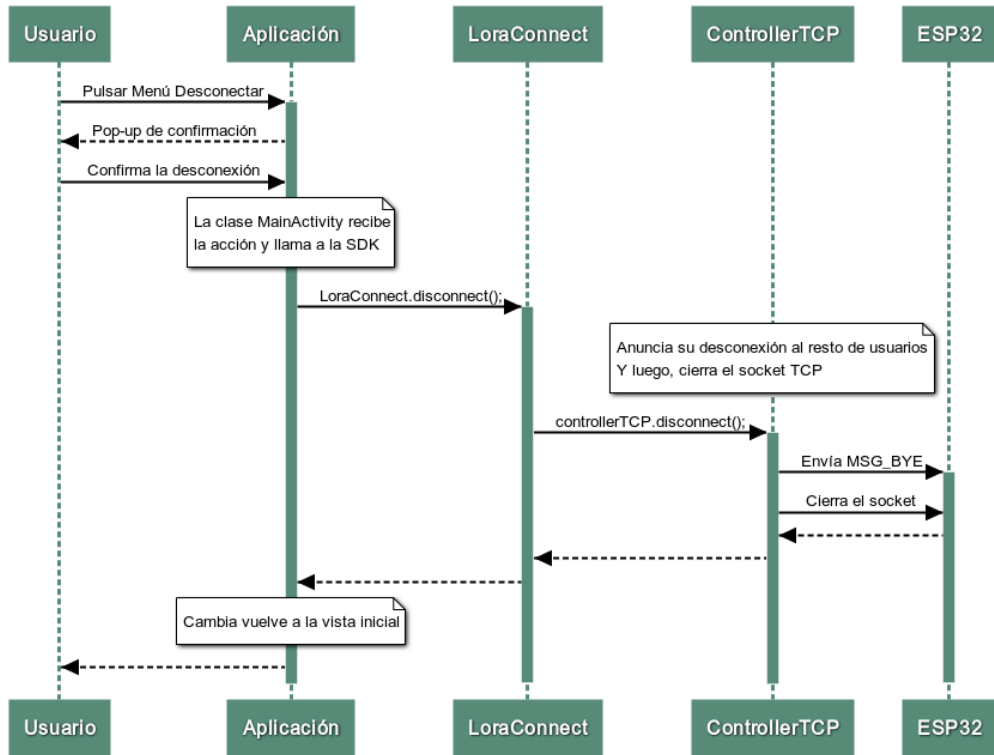 Usuario
Aplicación
LoraConnect
ControllerTCP
ESP32
Pulsar Menú Desconectar
Pop-up de confirmación
Confirma la desconexión
La clase MainActivity recibe
la acción y llama a la SDK
LoraConnect.disconnect();
Anuncia su desconexión al resto de usuarios
Y luego, cierra el socket TCP
controllerTCP.disconnect();
Envía MSG_BYE
Cierra el socket
Cambia vuelve a la vista inicial
Usuario
Aplicación
LoraConnect
ControllerTCP
ESP32